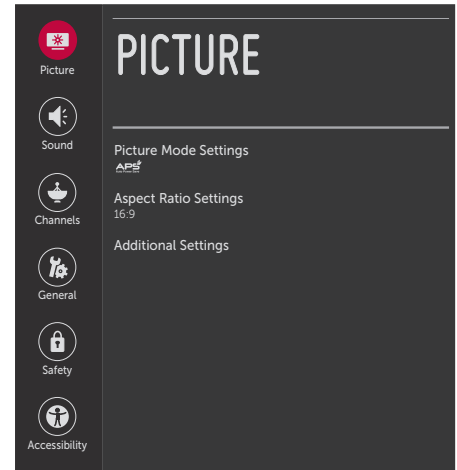 Picture
Sound
Channels
General
Safety
Accessibility
PICTURE
Picture Mode Settings
APS
Aspect Ratio Settings
16:9
Additional Settings